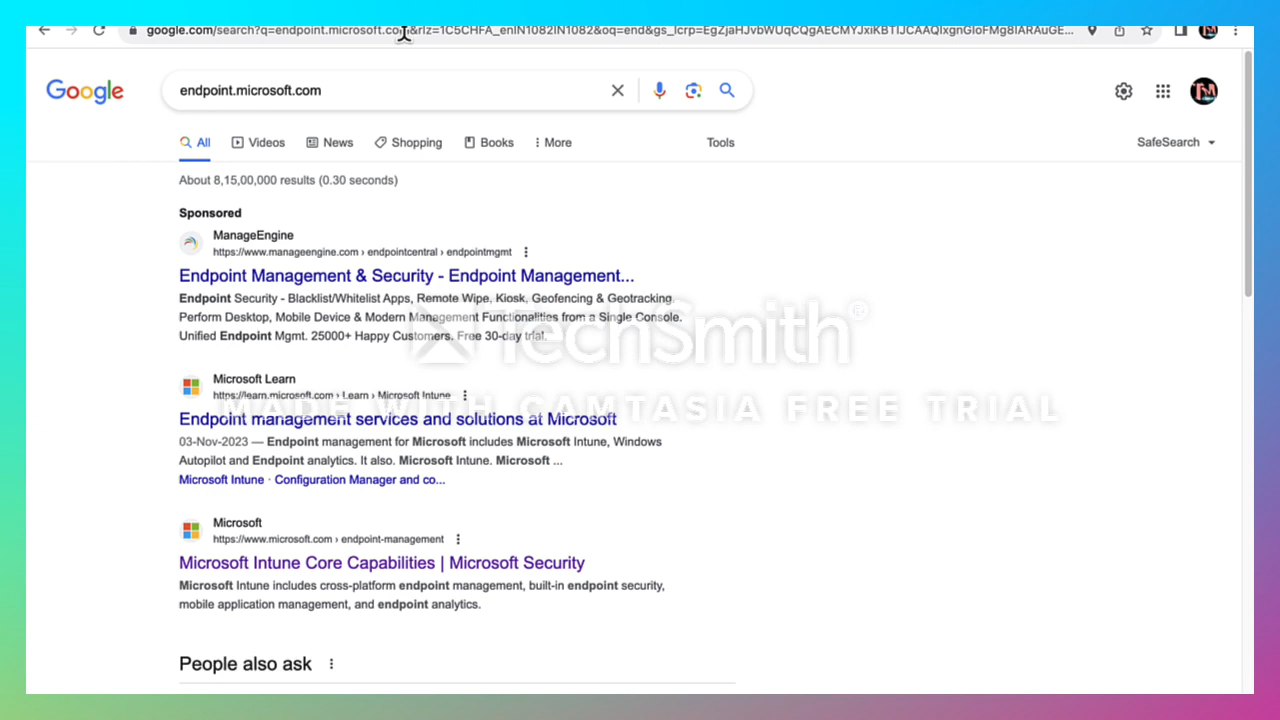 google.com/search?q=endpoint.microsoft.com&rlz=1C5CHFA_enIN1082IN1082&oq=end&gs_lcrp=
Google
endpoint.microsoft.com
All Videos News Shopping Books More Tools SafeSearch
About 8,15,00,000 results (0.30 seconds)
Sponsored
ManageEngine
https://www.manageengine.com › endpointcentral › endpointmgmt
Endpoint Management & Security - Endpoint Management...
Endpoint Security - Blacklist/Whitelist Apps, Remote Wipe, Kiosk, Geofencing & Geotracking.
Perform Desktop, Mobile Device & Modern Management Functionalities from a Single Console.
Unified Endpoint Mgmt. 25000+ Happy Customers. Free 30-day trial.
TechSmith®
Microsoft Learn
https://learn.microsoft.com › Learn › Microsoft Intune
MADE WITH CAMTASIA FREE TRIAL
Endpoint management services and solutions at Microsoft
03-Nov-2023 — Endpoint management for Microsoft includes Microsoft Intune, Windows
Autopilot and Endpoint analytics. It also. Microsoft Intune. Microsoft ...
Microsoft Intune · Configuration Manager and co...
Microsoft
https://www.microsoft.com › endpoint-management
Microsoft Intune Core Capabilities | Microsoft Security
Microsoft Intune includes cross-platform endpoint management, built-in endpoint security,
mobile application management, and endpoint analytics.
People also ask